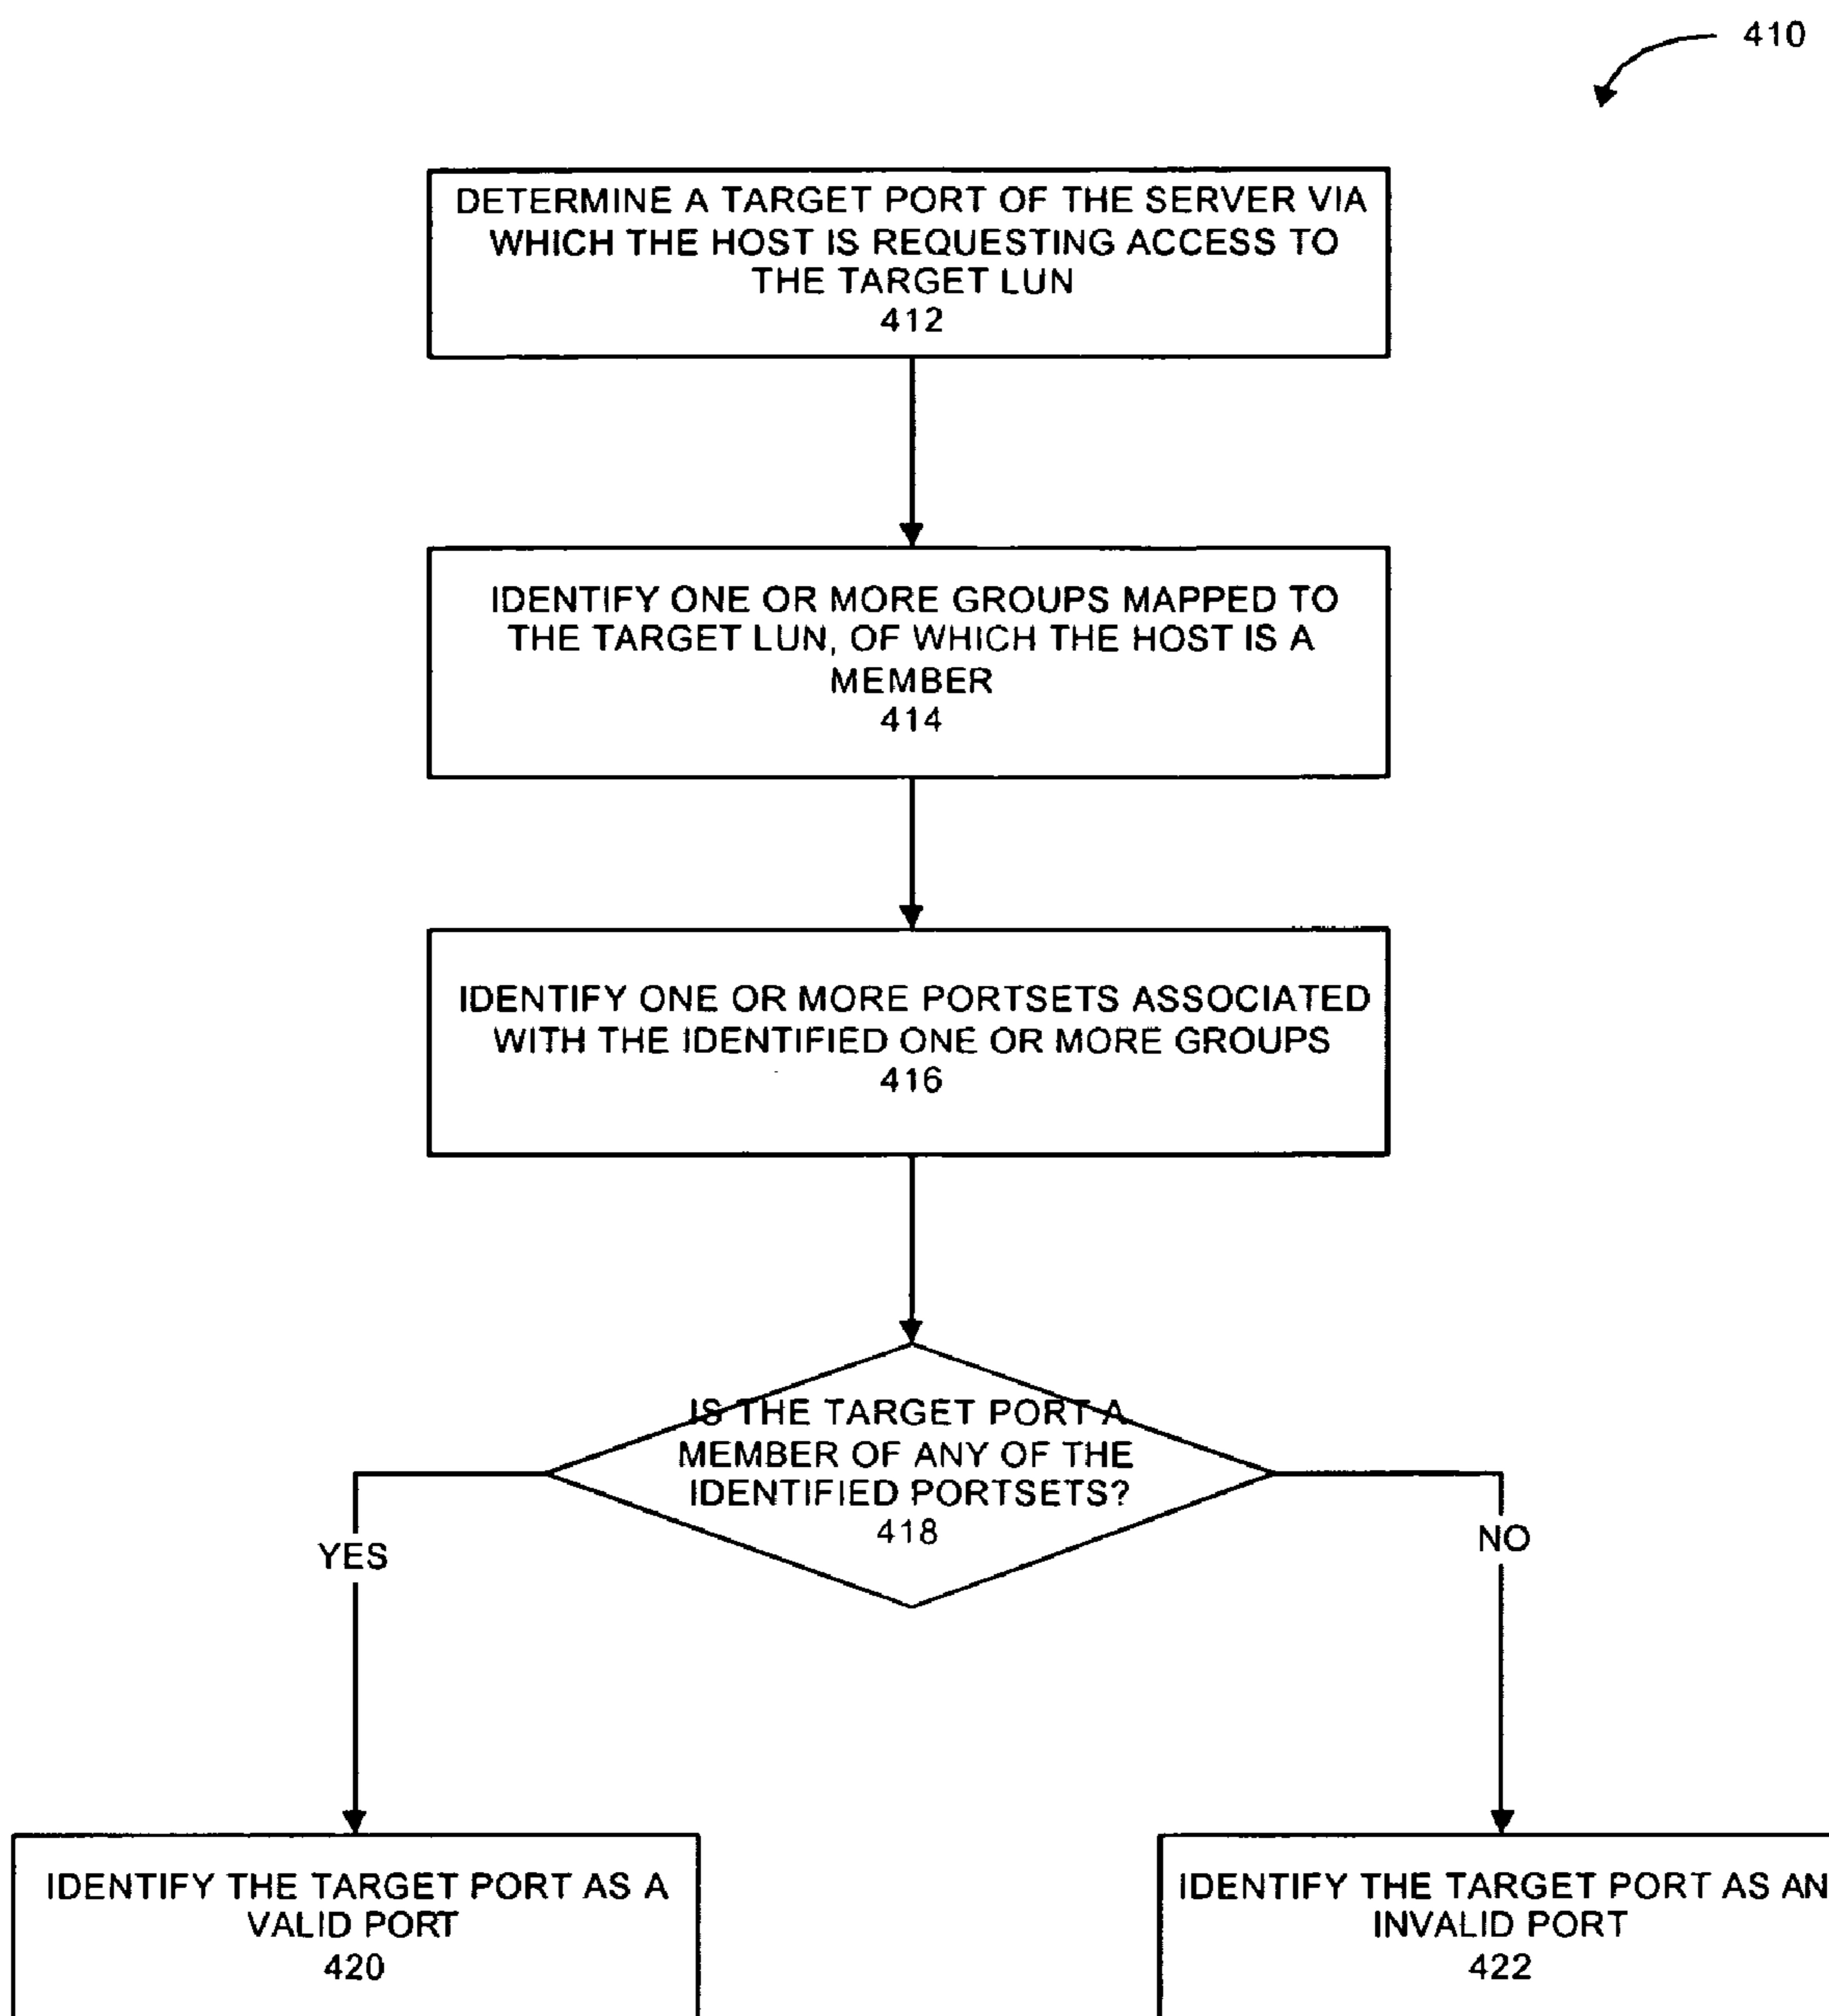 410
DETERMINE A TARGET PORT OF THE SERVER VIA
WHICH THE HOST IS REQUESTING ACCESS TO
THE TARGET LUN
412
IDENTIFY ONE OR MORE GROUPS MAPPED TO
THE TARGET LUN, OF WHICH THE HOST IS A
MEMBER
414
IDENTIFY ONE OR MORE PORTSETS ASSOCIATED
WITH THE IDENTIFIED ONE OR MORE GROUPS
416
IS THE TARGET PORT A
MEMBER OF ANY OF THE
IDENTIFIED PORTSETS?
418
YES
NO
IDENTIFY THE TARGET PORT AS A
VALID PORT
420
IDENTIFY THE TARGET PORT AS AN
INVALID PORT
422